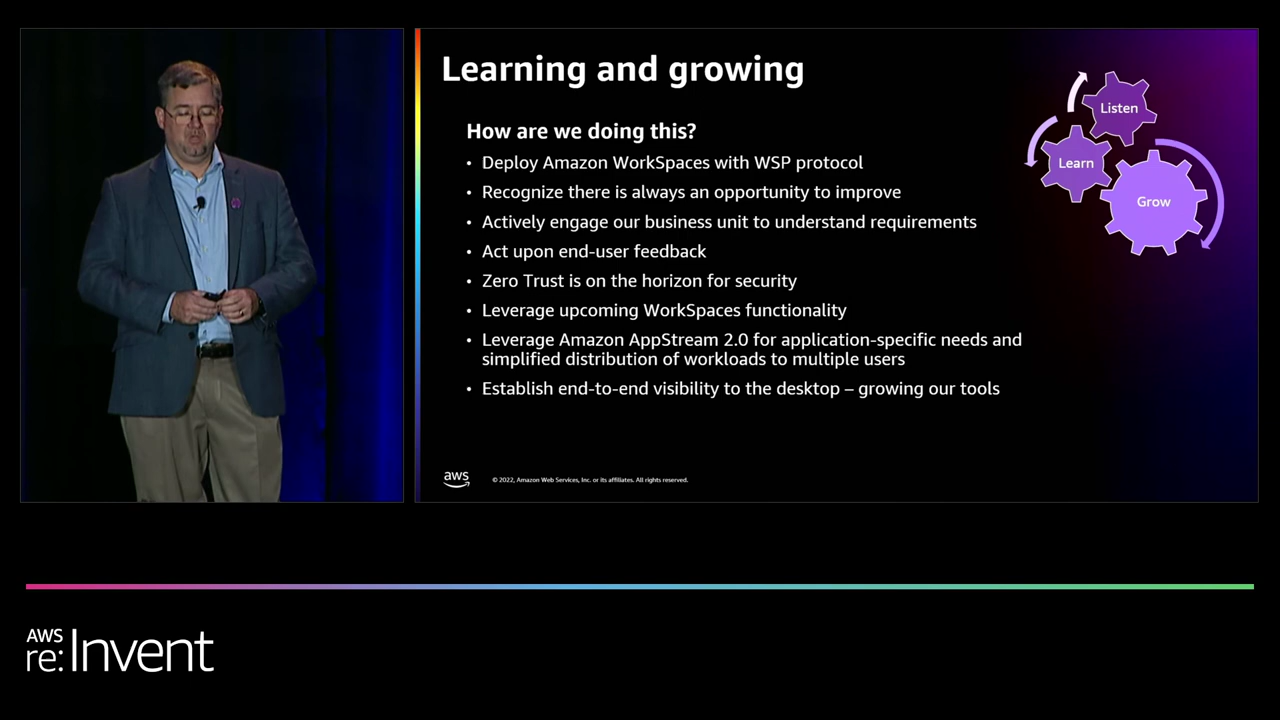 Learning and growing
How are we doing this?
• Deploy Amazon WorkSpaces with WSP protocol
• Recognize there is always an opportunity to improve
• Actively engage our business unit to understand requirements
• Act upon end-user feedback
• Zero Trust is on the horizon for security
• Leverage upcoming WorkSpaces functionality
• Leverage Amazon AppStream 2.0 for application-specific needs and
simplified distribution of workloads to multiple users
• Establish end-to-end visibility to the desktop – growing our tools
Listen
Learn
Grow
aws
© 2022, Amazon Web Services, Inc. or its affiliates. All rights reserved.
AWS
re:Invent